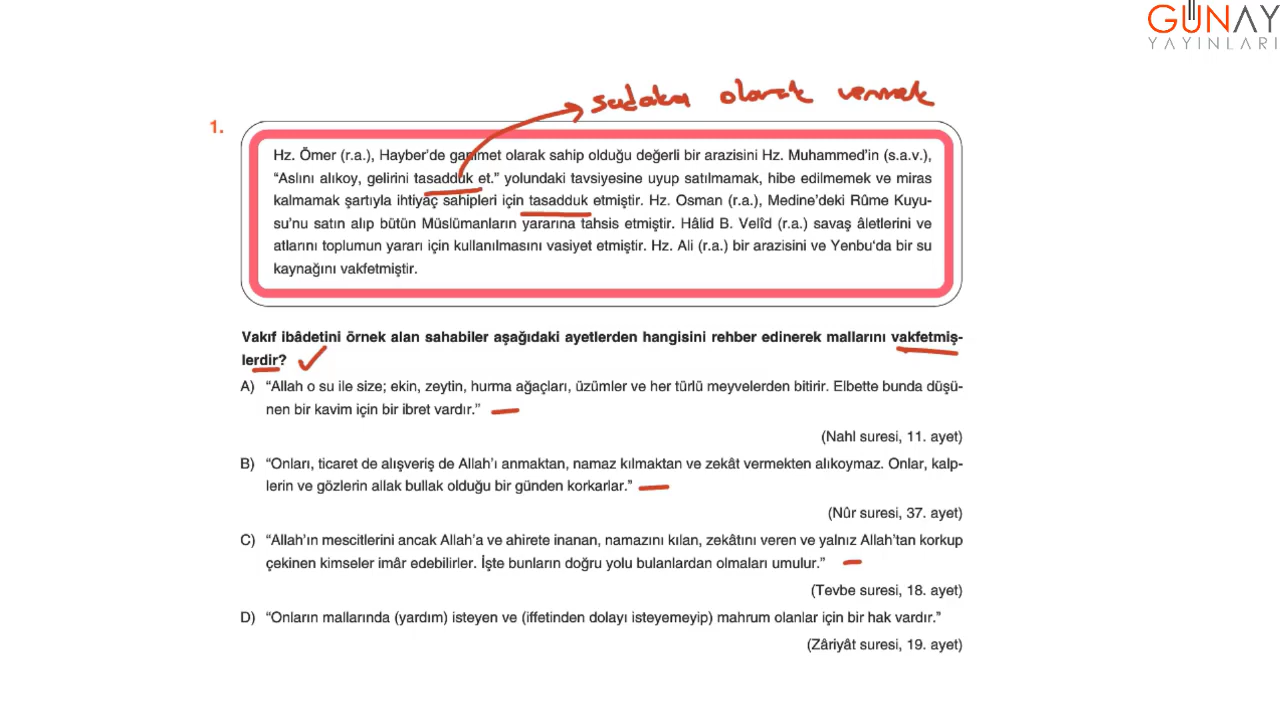 GÜNAY
YAYINLARI
sadaka olarak vermek
1.
Hz. Ömer (r.a.), Hayber’de ganimet olarak sahip olduğu değerli bir arazisini Hz. Muhammed’in (s.a.v.),
“Aslını alıkoy, gelirini tasadduk et.” yolundaki tavsiyesine uyup satılmamak, hibe edilmemek ve miras
kalmamak şartıyla ihtiyaç sahipleri için tasadduk etmiştir. Hz. Osman (r.a.), Medine’deki Rûme Kuyu-
su’nu satın alıp bütün Müslümanların yararına tahsis etmiştir. Hâlid B. Velîd (r.a.) savaş âletlerini ve
atlarını toplumun yararı için kullanılmasını vasiyet etmiştir. Hz. Ali (r.a.) bir arazisini ve Yenbu‘da bir su
kaynağını vakfetmiştir.
Vakıf ibâdetini örnek alan sahabiler aşağıdaki ayetlerden hangisini rehber edinerek mallarını vakfetmiş-
lerdir?
A) “Allah o su ile size; ekin, zeytin, hurma ağaçları, üzümler ve her türlü meyvelerden bitirir. Elbette bunda düşü-
nen bir kavim için bir ibret vardır.”
(Nahl suresi, 11. ayet)
B) “Onları, ticaret de alışveriş de Allah’ı anmaktan, namaz kılmaktan ve zekât vermekten alıkoymaz. Onlar, kalp-
lerin ve gözlerin allak bullak olduğu bir günden korkarlar.”
(Nûr suresi, 37. ayet)
C) “Allah’ın mescitlerini ancak Allah’a ve ahirete inanan, namazını kılan, zekâtını veren ve yalnız Allah’tan korkup
çekinen kimseler imâr edebilirler. İşte bunların doğru yolu bulanlardan olmaları umulur.”
(Tevbe suresi, 18. ayet)
D) “Onların mallarında (yardım) isteyen ve (iffetinden dolayı isteyemeyip) mahrum olanlar için bir hak vardır.”
(Zâriyât suresi, 19. ayet)